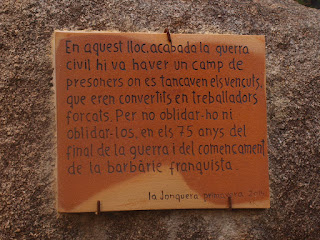 En aquest lloc, acabada la guerra
civil hi va haver un camp de
presoners on es tancaven els vençuts,
que eren convertits en treballadors
forçats. Per no oblidar-ho ni
oblidar-los, en els 75 anys del
final de la guerra i del començament
de la barbàrie franquista.
la Jonquera primavera